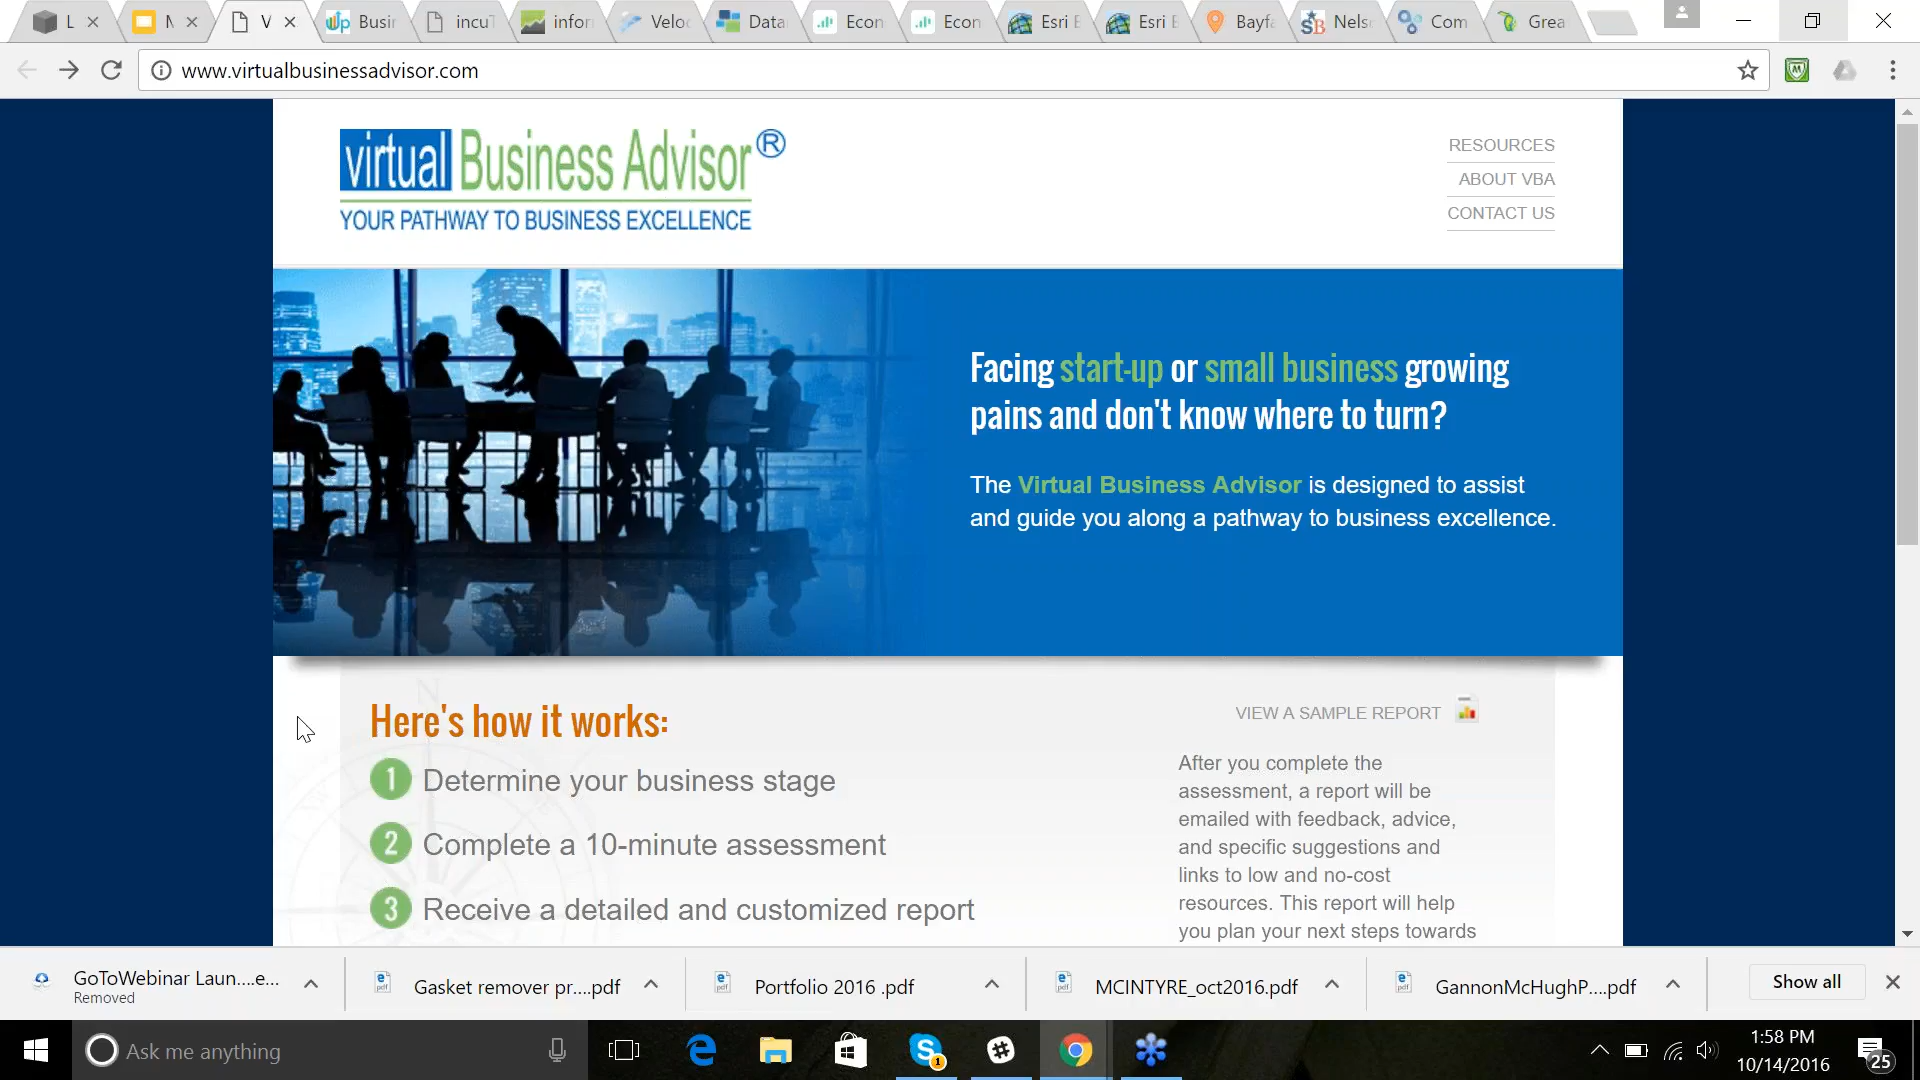 L
V
Busir
incuT
infor
Velo
Data
Econ
Econ
Esri E
Esri E
Bayfa
Nels
Com
Grea
www.virtualbusinessadvisor.com
virtual Business Advisor®
YOUR PATHWAY TO BUSINESS EXCELLENCE
RESOURCES
ABOUT VBA
CONTACT US
Facing start-up or small business growing
pains and don't know where to turn?
The Virtual Business Advisor is designed to assist
and guide you along a pathway to business excellence.
Here's how it works:
1 Determine your business stage
2 Complete a 10-minute assessment
3 Receive a detailed and customized report
VIEW A SAMPLE REPORT
After you complete the
assessment, a report will be
emailed with feedback, advice,
and specific suggestions and
links to low and no-cost
resources. This report will help
you plan your next steps towards
GoToWebinar Laun....e...
Removed
Gasket remover pr....pdf
Portfolio 2016 .pdf
MCINTYRE_oct2016.pdf
GannonMcHughP....pdf
Show all
Ask me anything
1:58 PM
10/14/2016
25